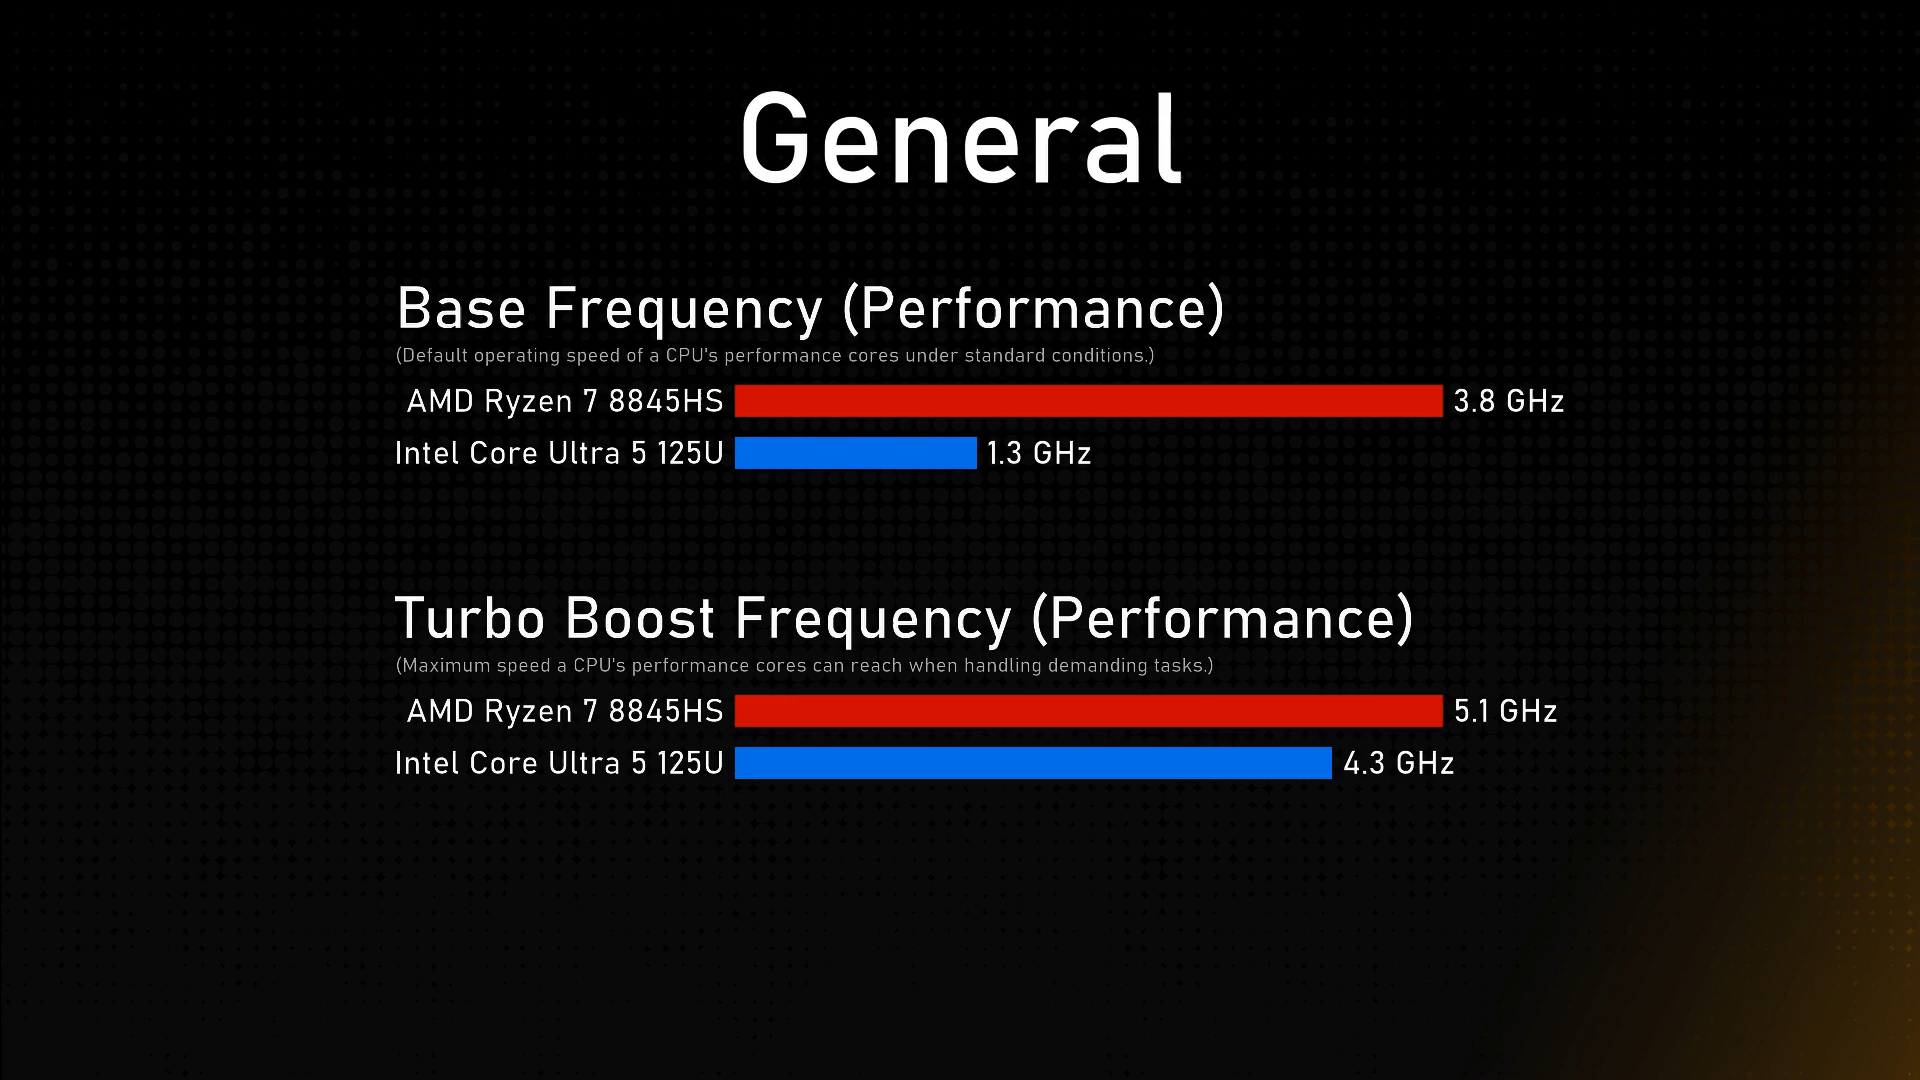 General
Base Frequency (Performance)
(Default operating speed of a CPU's performance cores under standard conditions.)
AMD Ryzen 7 8845HS 3.8 GHz
Intel Core Ultra 5 125U 1.3 GHz
Turbo Boost Frequency (Performance)
(Maximum speed a CPU's performance cores can reach when handling demanding tasks.)
AMD Ryzen 7 8845HS 5.1 GHz
Intel Core Ultra 5 125U 4.3 GHz